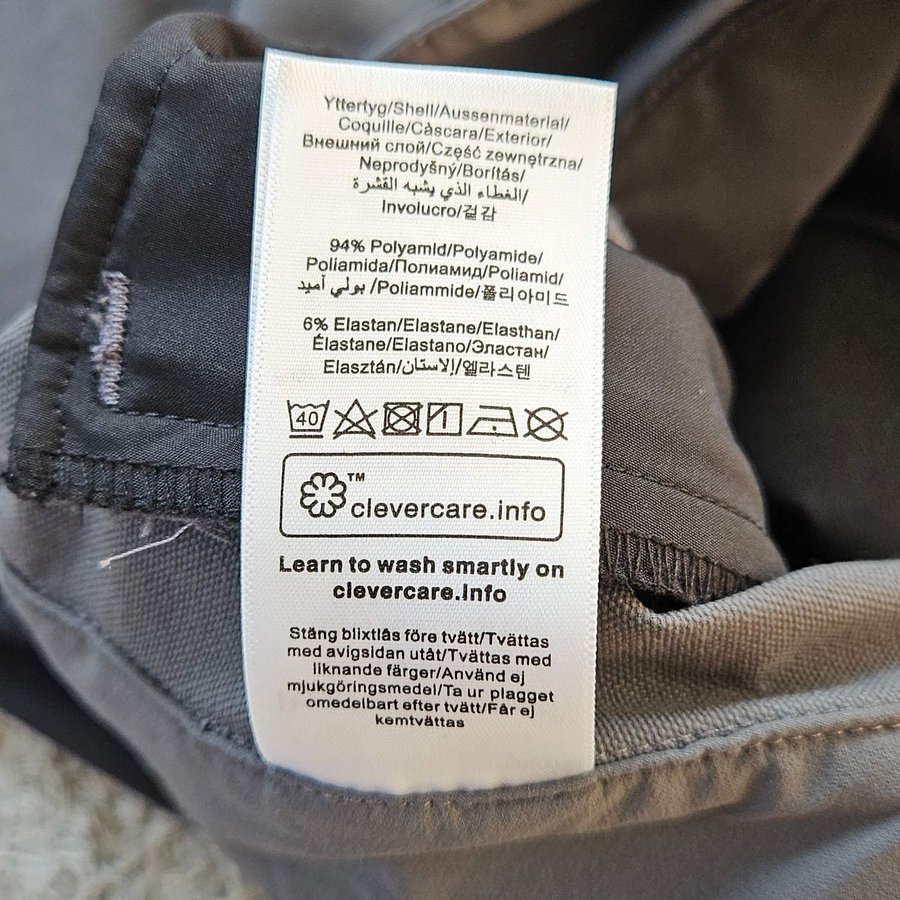 Yttertyg/Shell/Aussenmaterial/
Coquille/Càscara/Exterior/
Внешний слой/Część zewnętrzna/
Neprodyšný/Borítás/
الغطاء الذي يشبه القشرة/
Involucro/겉감
94% Polyamid/Polyamide/
Poliamida/Полиамид/Poliamid/
بولي أميد /Poliammide/폴리아미드
6% Elastan/Elastane/Elasthan/
Élastane/Elastano/Эластан/
Elasztán/إلاستان/엘라스텐
40
1
™
clevercare.info
Learn to wash smartly on
clevercare.info
Stäng blixtlås före tvätt/Tvättas
med avigsidan utåt/Tvättas med
liknande färger/Använd ej
mjukgöringsmedel/Ta ur plagget
omedelbart efter tvätt/Får ej
kemtvättas